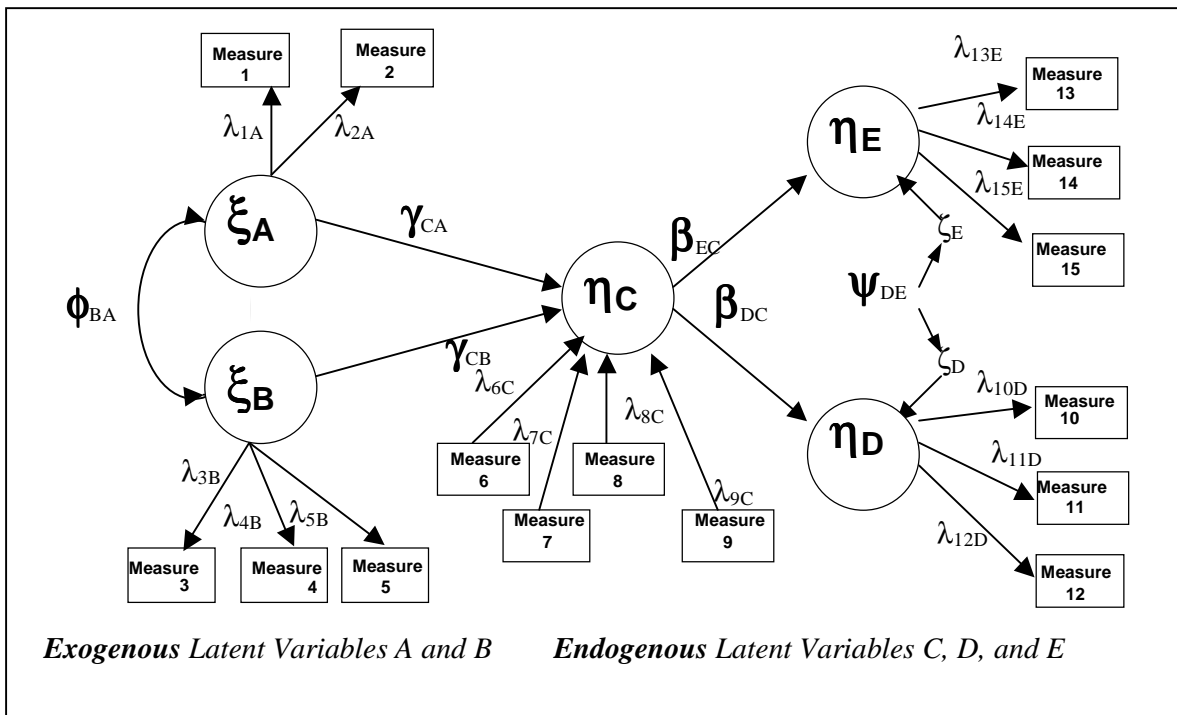 Measure
1
Measure
2
λ1A
λ2A
ξA
γCA
ϕBA
ξB
γCB
λ3B
λ4B
λ5B
Measure
3
Measure
4
Measure
5
ηC
λ6C
λ7C
λ8C
λ9C
Measure
6
Measure
7
Measure
8
Measure
9
βEC
βDC
ηE
λ13E
λ14E
λ15E
Measure
13
Measure
14
Measure
15
ζE
ψDE
ζD
ηD
λ10D
λ11D
λ12D
Measure
10
Measure
11
Measure
12
Exogenous Latent Variables A and B
Endogenous Latent Variables C, D, and E